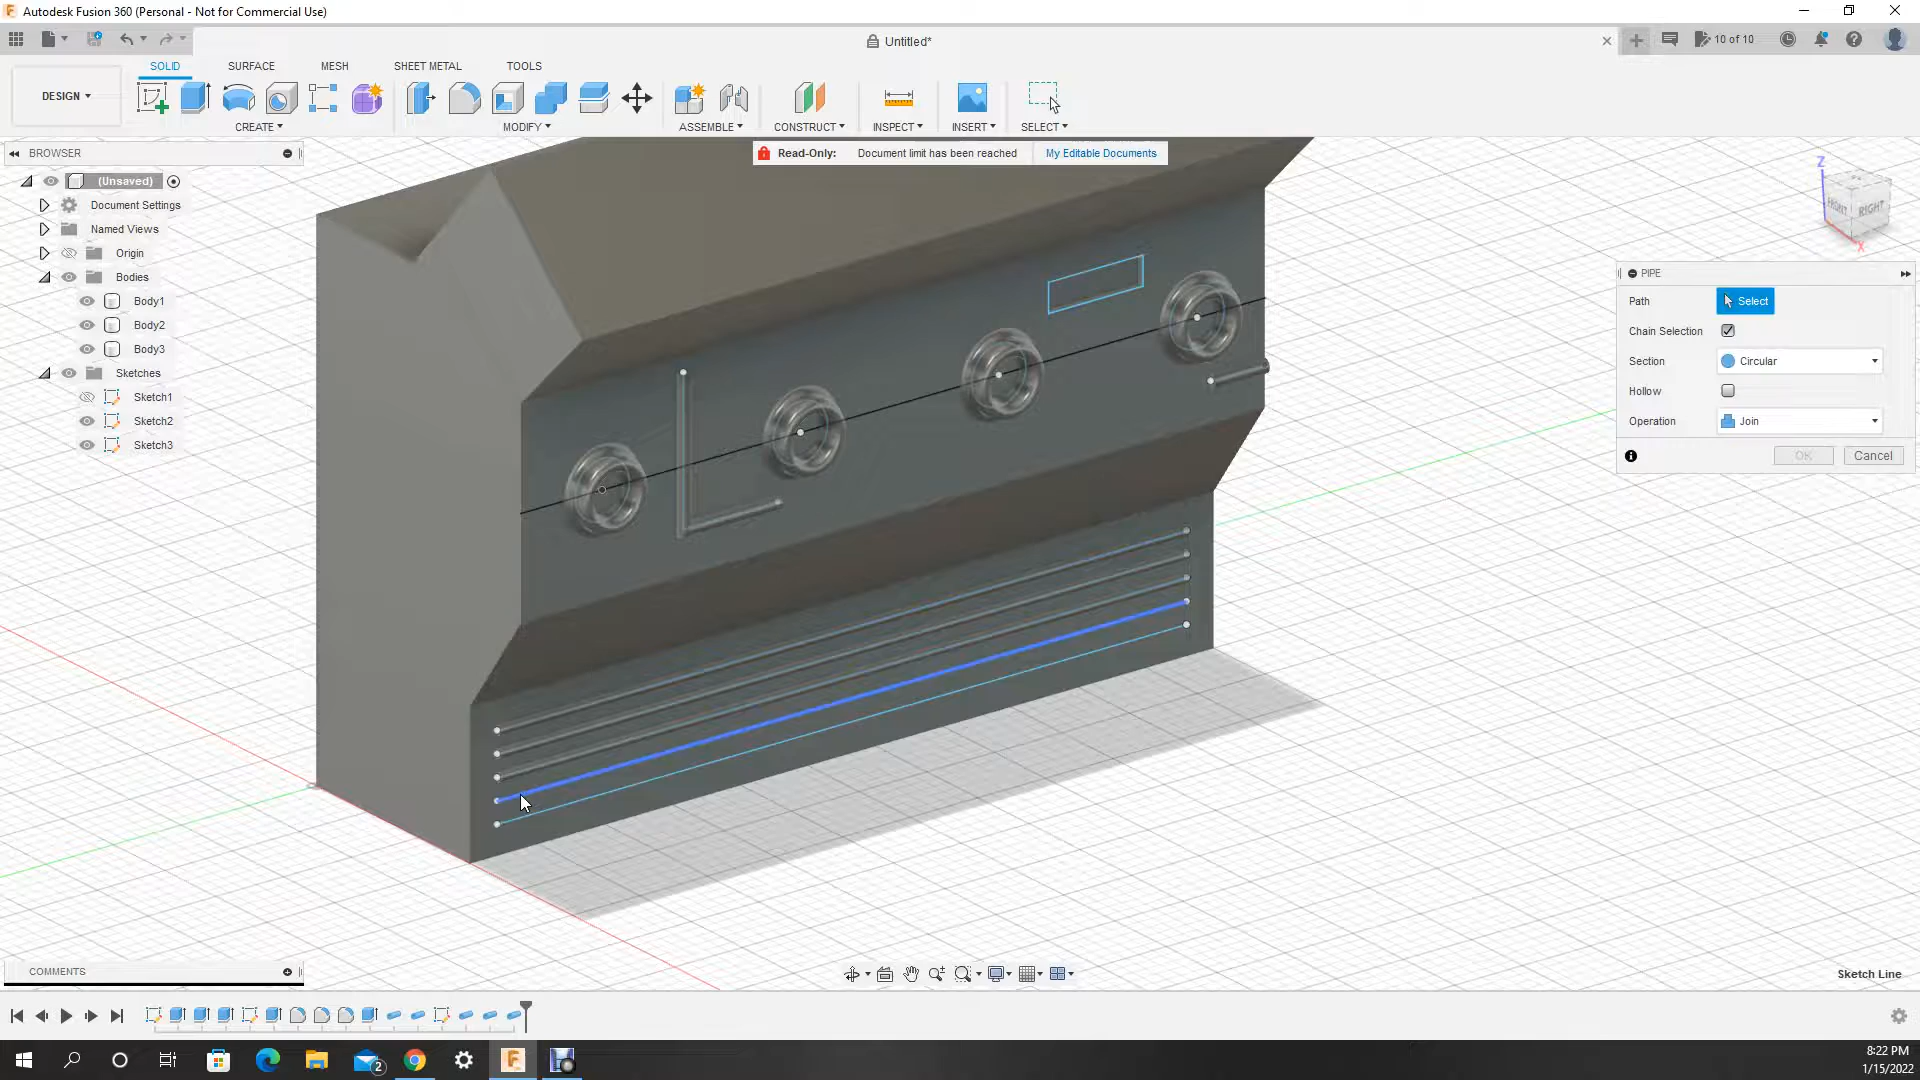 Autodesk Fusion 360 (Personal - Not for Commercial Use)
Untitled*
10 of 10
SOLID SURFACE MESH SHEET METAL TOOLS
DESIGN
CREATE MODIFY ASSEMBLE CONSTRUCT INSPECT INSERT SELECT
BROWSER
Read-Only: Document limit has been reached My Editable Documents
(Unsaved)
Document Settings
Named Views
Origin
Bodies
Body1
Body2
Body3
Sketches
Sketch1
Sketch2
Sketch3
Z
FRONT RIGHT
X
PIPE
Path Select
Chain Selection
Section Circular
Hollow
Operation Join
OK Cancel
COMMENTS
Sketch Line
2
8:22 PM
1/15/2022